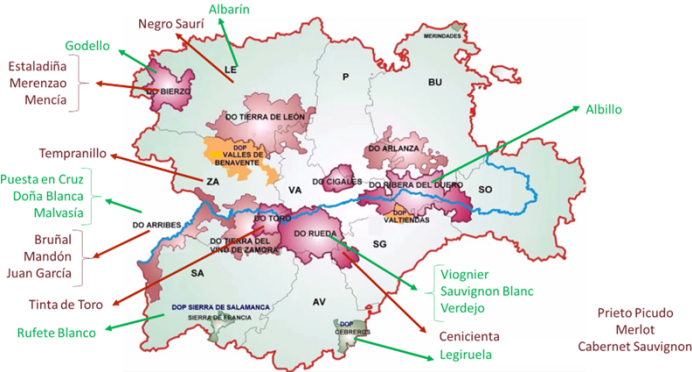 Albarín
Negro Saurí
MERINDADES
Godello
LE
P
BU
Estaladiña
Merenzao
Mencía
DO BIERZO
Albillo
DO TIERRA DE LEÓN
DO ARLANZA
DOP
VALLES DE
BENAVENTE
Tempranillo
ZA
VA
DO CIGALES
DO RIBERA DEL DUERO
SO
Puesta en Cruz
Doña Blanca
Malvasía
DO ARRIBES
DO TORO
DOP
VALTIENDAS
DO RUEDA
DO TIERRA DEL
VINO DE ZAMORA
SG
Bruñal
Mandón
Juan García
SA
Viognier
Sauvignon Blanc
Verdejo
Tinta de Toro
DOP SIERRA DE SALAMANCA
SIERRA DE FRANCIA
AV
Rufete Blanco
DOP
CEBREROS
Cenicienta
Legiruela
Prieto Picudo
Merlot
Cabernet Sauvignon